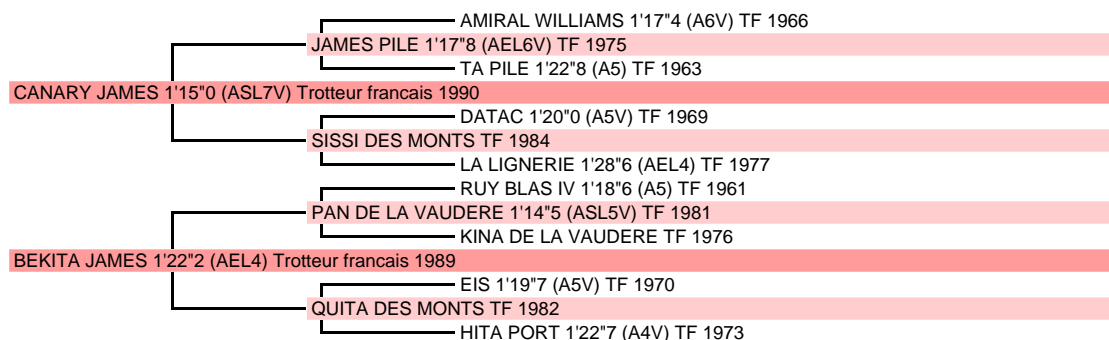 AMIRAL WILLIAMS 1'17"4 (A6V) TF 1966
JAMES PILE 1'17"8 (AEL6V) TF 1975
TA PILE 1'22"8 (A5) TF 1963
CANARY JAMES 1'15"0 (ASL7V) Trotteur francais 1990
DATAC 1'20"0 (A5V) TF 1969
SISSI DES MONTS TF 1984
LA LIGNERIE 1'28"6 (AEL4) TF 1977
RUY BLAS IV 1'18"6 (A5) TF 1961
PAN DE LA VAUDERE 1'14"5 (ASL5V) TF 1981
KINA DE LA VAUDERE TF 1976
BEKITA JAMES 1'22"2 (AEL4) Trotteur francais 1989
EIS 1'19"7 (A5V) TF 1970
QUITA DES MONTS TF 1982
HITA PORT 1'22"7 (A4V) TF 1973